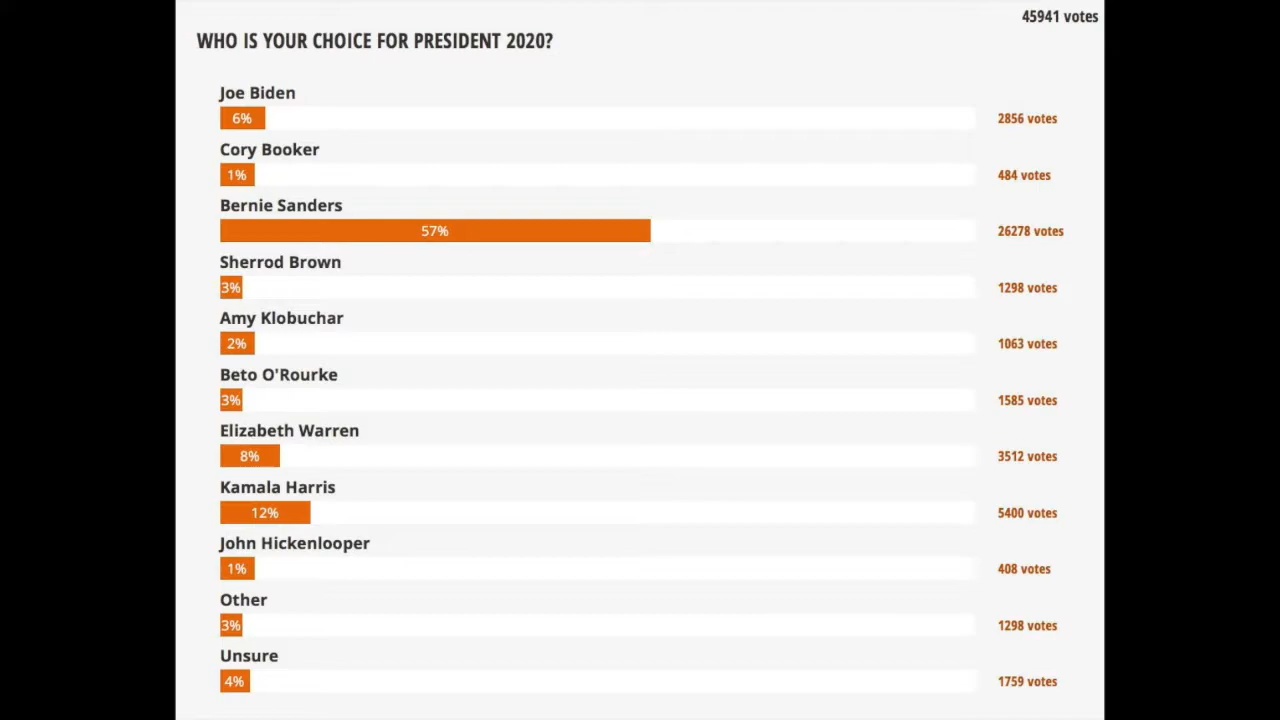 45941 votes
WHO IS YOUR CHOICE FOR PRESIDENT 2020?
Joe Biden
6% 2856 votes
Cory Booker
1% 484 votes
Bernie Sanders
57% 26278 votes
Sherrod Brown
3% 1298 votes
Amy Klobuchar
2% 1063 votes
Beto O'Rourke
3% 1585 votes
Elizabeth Warren
8% 3512 votes
Kamala Harris
12% 5400 votes
John Hickenlooper
1% 408 votes
Other
3% 1298 votes
Unsure
4% 1759 votes